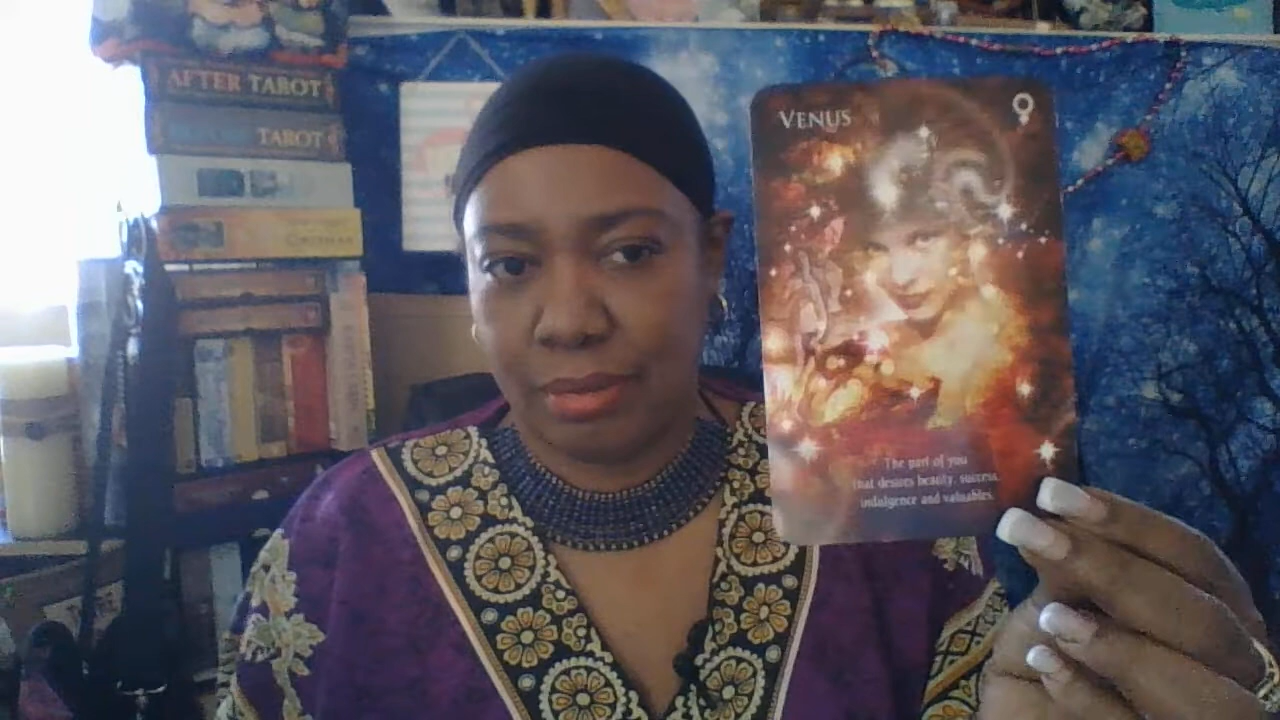 AFTER TAROT
TAROT
VENUS
The part of you
that desires beauty, success,
indulgence and valuables.